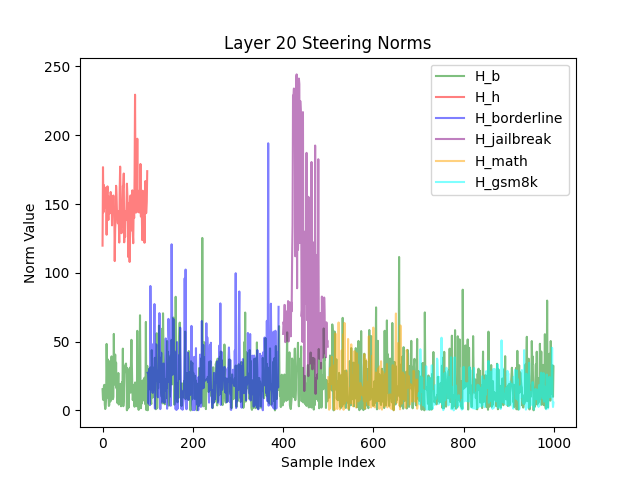 Layer 20 Steering Norms
250
200
150
100
50
0
Norm Value
H_b
H_h
H_borderline
H_jailbreak
H_math
H_gsm8k
0 200 400 600 800 1000
Sample Index